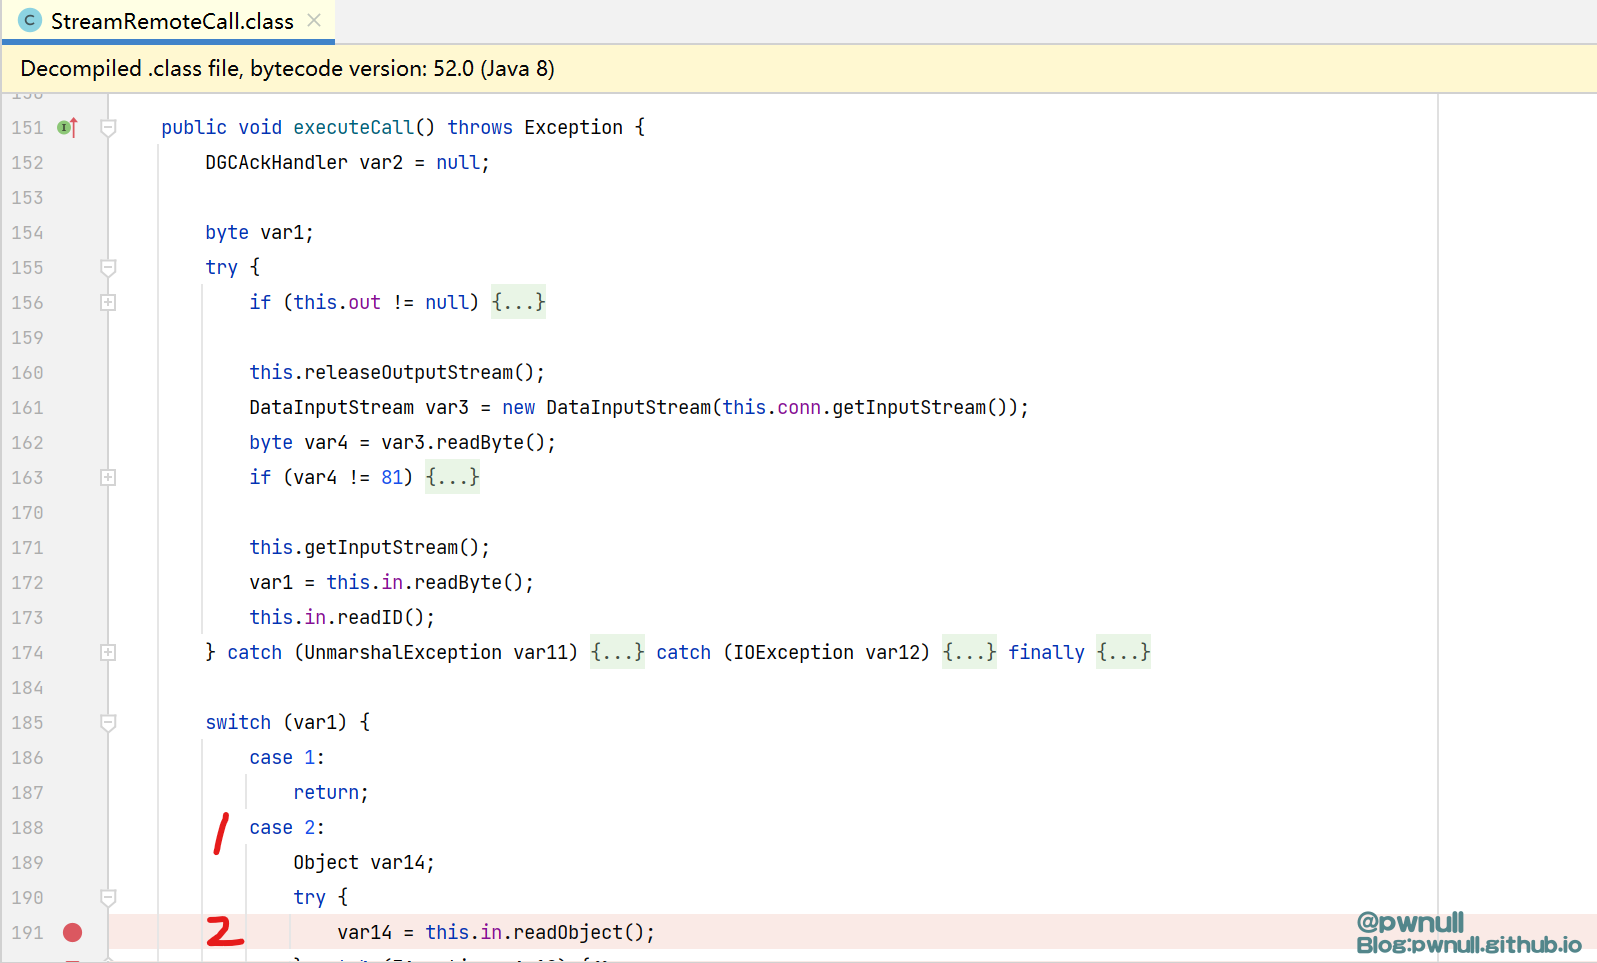 C StreamRemoteCall.class ×
Decompiled .class file, bytecode version: 52.0 (Java 8)
151 I public void executeCall() throws Exception {
152 DGCAckHandler var2 = null;
153
154 byte var1;
155 try {
156 if (this.out != null) {...}
159
160 this.releaseOutputStream();
161 DataInputStream var3 = new DataInputStream(this.conn.getInputStream());
162 byte var4 = var3.readByte();
163 if (var4 != 81) {...}
170
171 this.getInputStream();
172 var1 = this.in.readByte();
173 this.in.readID();
174 } catch (UnmarshalException var11) {...} catch (IOException var12) {...} finally {...}
184
185 switch (var1) {
186 case 1:
187 return;
188 1 case 2:
189 Object var14;
190 try {
191 2 var14 = this.in.readObject();
@pwnull
Blog:pwnull.github.io